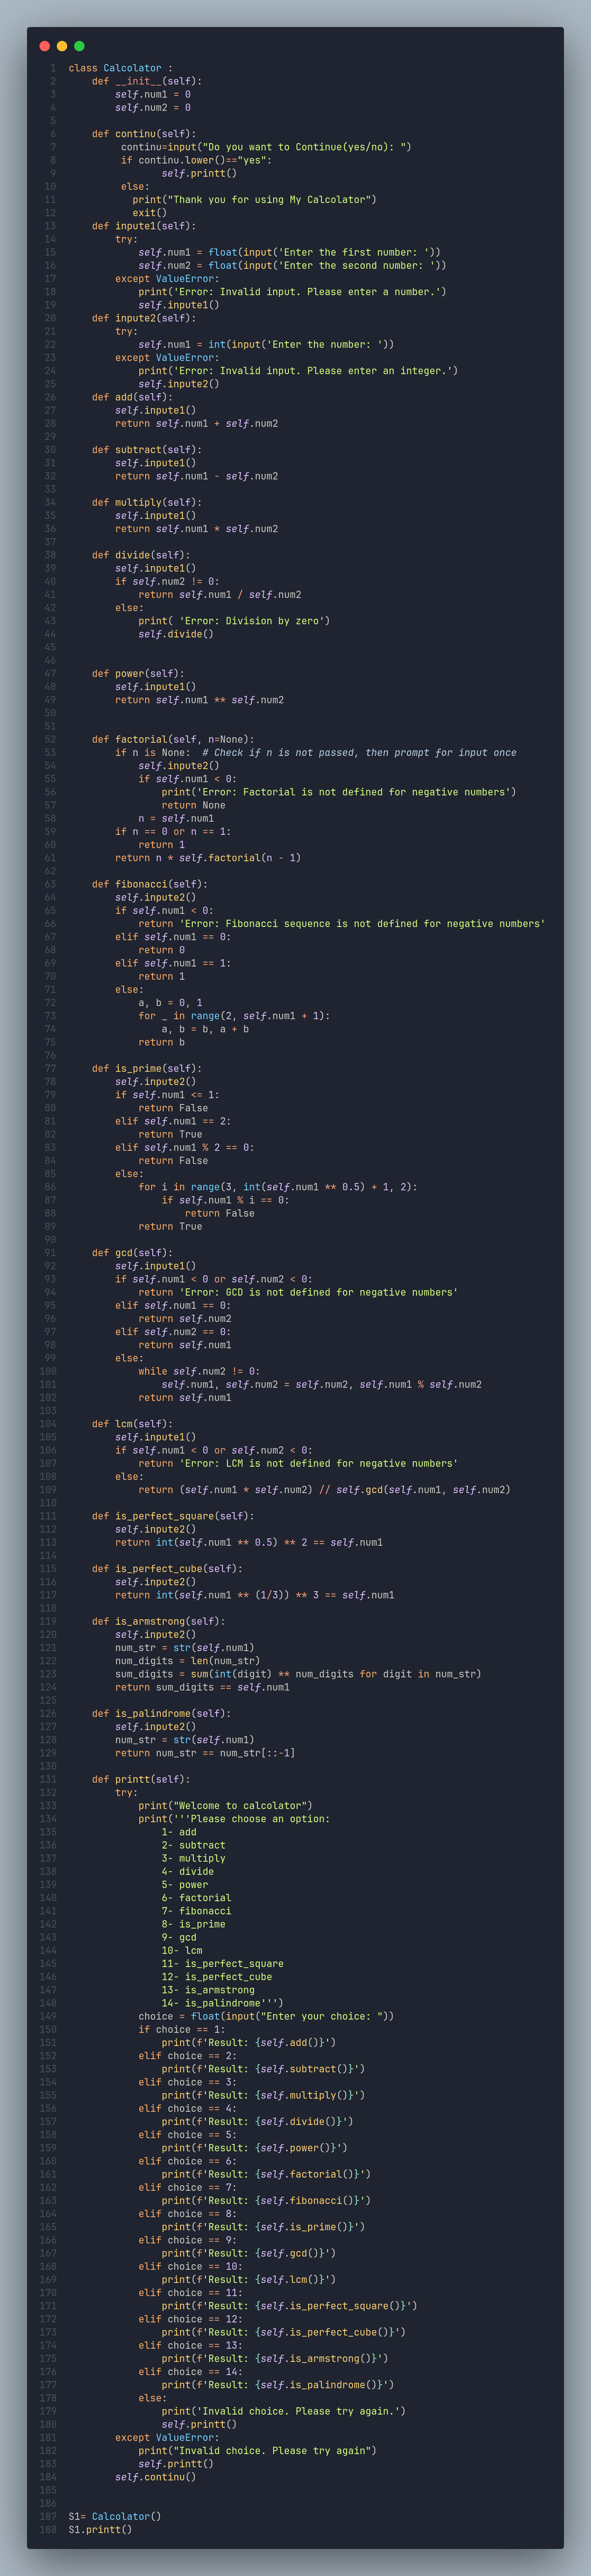 1 class Calcolator :
2     def __init__(self):
3         self.num1 = 0
4         self.num2 = 0
5
6     def continu(self):
7          continu=input("Do you want to Continue(yes/no): ")
8          if continu.lower()=="yes":
9                 self.printt()
10          else:
11            print("Thank you for using My Calcolator")
12            exit()
13     def inpute1(self):
14         try:
15             self.num1 = float(input('Enter the first number: '))
16             self.num2 = float(input('Enter the second number: '))
17         except ValueError:
18             print('Error: Invalid input. Please enter a number.')
19             self.inpute1()
20     def inpute2(self):
21         try:
22             self.num1 = int(input('Enter the number: '))
23         except ValueError:
24             print('Error: Invalid input. Please enter an integer.')
25             self.inpute2()
26     def add(self):
27         self.inpute1()
28         return self.num1 + self.num2
29
30     def subtract(self):
31         self.inpute1()
32         return self.num1 - self.num2
33
34     def multiply(self):
35         self.inpute1()
36         return self.num1 * self.num2
37
38     def divide(self):
39         self.inpute1()
40         if self.num2 != 0:
41             return self.num1 / self.num2
42         else:
43             print( 'Error: Division by zero')
44             self.divide()
45
46
47     def power(self):
48         self.inpute1()
49         return self.num1 ** self.num2
50
51
52     def factorial(self, n=None):
53         if n is None:  # Check if n is not passed, then prompt for input once
54             self.inpute2()
55             if self.num1 < 0:
56                 print('Error: Factorial is not defined for negative numbers')
57                 return None
58             n = self.num1
59         if n == 0 or n == 1:
60             return 1
61         return n * self.factorial(n - 1)
62
63     def fibonacci(self):
64         self.inpute2()
65         if self.num1 < 0:
66             return 'Error: Fibonacci sequence is not defined for negative numbers'
67         elif self.num1 == 0:
68             return 0
69         elif self.num1 == 1:
70             return 1
71         else:
72             a, b = 0, 1
73             for _ in range(2, self.num1 + 1):
74                 a, b = b, a + b
75             return b
76
77     def is_prime(self):
78         self.inpute2()
79         if self.num1 <= 1:
80             return False
81         elif self.num1 == 2:
82             return True
83         elif self.num1 % 2 == 0:
84             return False
85         else:
86             for i in range(3, int(self.num1 ** 0.5) + 1, 2):
87                 if self.num1 % i == 0:
88                     return False
89             return True
90
91     def gcd(self):
92         self.inpute1()
93         if self.num1 < 0 or self.num2 < 0:
94             return 'Error: GCD is not defined for negative numbers'
95         elif self.num1 == 0:
96             return self.num2
97         elif self.num2 == 0:
98             return self.num1
99         else:
100             while self.num2 != 0:
101                 self.num1, self.num2 = self.num2, self.num1 % self.num2
102             return self.num1
103
104     def lcm(self):
105         self.inpute1()
106         if self.num1 < 0 or self.num2 < 0:
107             return 'Error: LCM is not defined for negative numbers'
108         else:
109             return (self.num1 * self.num2) // self.gcd(self.num1, self.num2)
110
111     def is_perfect_square(self):
112         self.inpute2()
113         return int(self.num1 ** 0.5) ** 2 == self.num1
114
115     def is_perfect_cube(self):
116         self.inpute2()
117         return int(self.num1 ** (1/3)) ** 3 == self.num1
118
119     def is_armstrong(self):
120         self.inpute2()
121         num_str = str(self.num1)
122         num_digits = len(num_str)
123         sum_digits = sum(int(digit) ** num_digits for digit in num_str)
124         return sum_digits == self.num1
125
126     def is_palindrome(self):
127         self.inpute2()
128         num_str = str(self.num1)
129         return num_str == num_str[::-1]
130
131     def printt(self):
132         try:
133             print("Welcome to calcolator")
134             print('''Please choose an option:
135                 1- add
136                 2- subtract
137                 3- multiply
138                 4- divide
139                 5- power
140                 6- factorial
141                 7- fibonacci
142                 8- is_prime
143                 9- gcd
144                 10- lcm
145                 11- is_perfect_square
146                 12- is_perfect_cube
147                 13- is_armstrong
148                 14- is_palindrome''')
149             choice = float(input("Enter your choice: "))
150             if choice == 1:
151                 print(f'Result: {self.add()}')
152             elif choice == 2:
153                 print(f'Result: {self.subtract()}')
154             elif choice == 3:
155                 print(f'Result: {self.multiply()}')
156             elif choice == 4:
157                 print(f'Result: {self.divide()}')
158             elif choice == 5:
159                 print(f'Result: {self.power()}')
160             elif choice == 6:
161                 print(f'Result: {self.factorial()}')
162             elif choice == 7:
163                 print(f'Result: {self.fibonacci()}')
164             elif choice == 8:
165                 print(f'Result: {self.is_prime()}')
166             elif choice == 9:
167                 print(f'Result: {self.gcd()}')
168             elif choice == 10:
169                 print(f'Result: {self.lcm()}')
170             elif choice == 11:
171                 print(f'Result: {self.is_perfect_square()}')
172             elif choice == 12:
173                 print(f'Result: {self.is_perfect_cube()}')
174             elif choice == 13:
175                 print(f'Result: {self.is_armstrong()}')
176             elif choice == 14:
177                 print(f'Result: {self.is_palindrome()}')
178             else:
179                 print('Invalid choice. Please try again.')
180                 self.printt()
181         except ValueError:
182             print("Invalid choice. Please try again")
183             self.printt()
184         self.continu()
185
186
187 S1= Calcolator()
188 S1.printt()